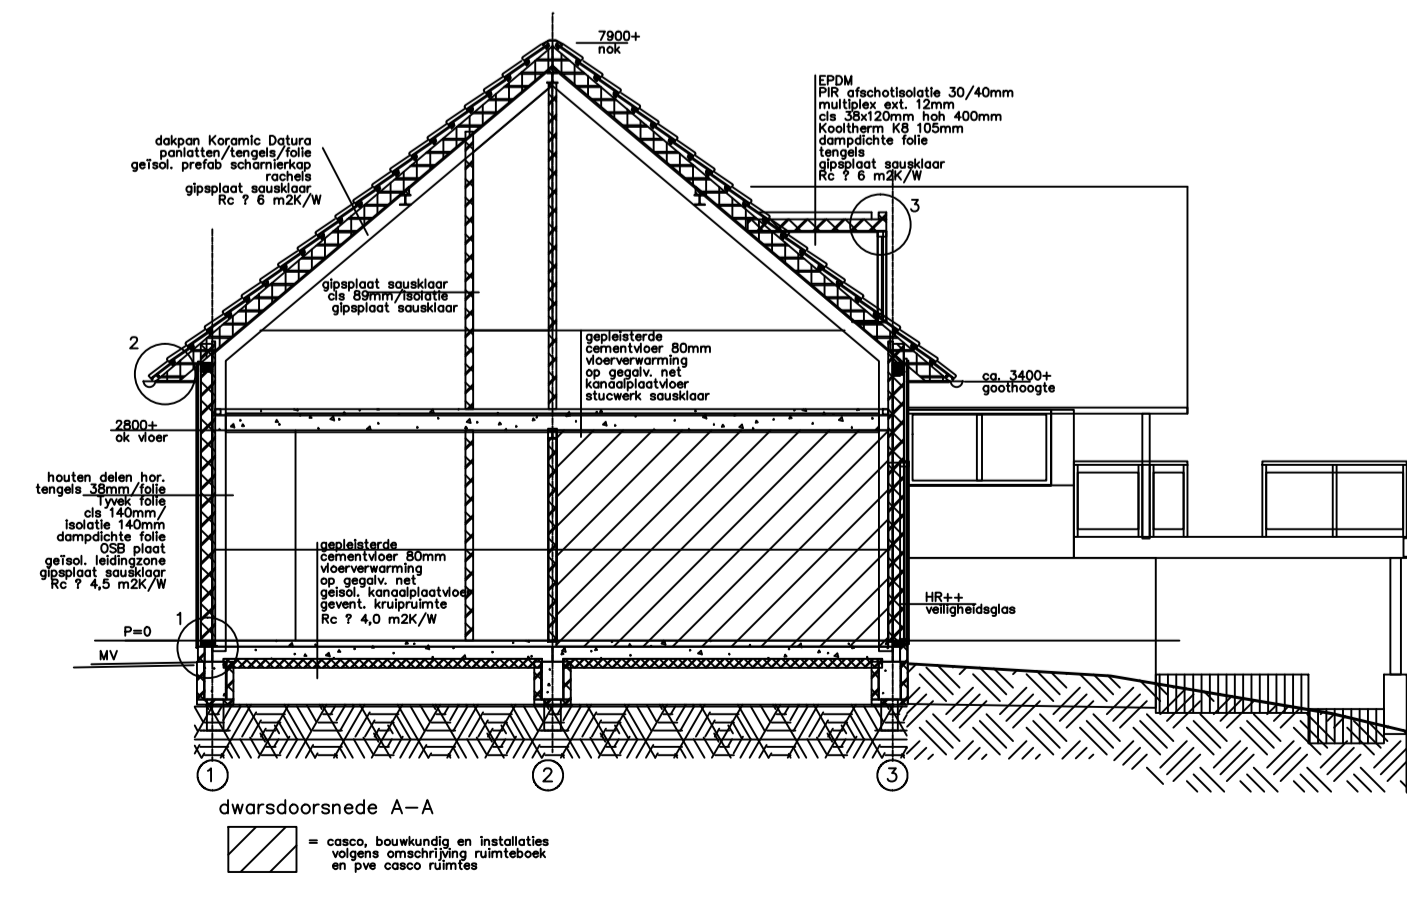 7900+
nok
EPDM
PIR afschotisolatie 30/40mm
multiplex ext. 12mm
cls 38x120mm hoh 400mm
Kooltherm K8 105mm
dampdichte folie
tengels
gipsplaat sausklaar
Rc ? 6 m2K/W
dakpan Koramic Datura
panlatten/tengels/folie
geïsol. prefab scharnierkap
rachels
gipsplaat sausklaar
Rc ? 6 m2K/W
3
gipsplaat sausklaar
cls 89mm/isolatie
gipsplaat sausklaar
2
gepleisterde
cementvloer 80mm
vloerverwarming
op gegalv. net
kanaalplaatvloer
stucwerk sausklaar
ca. 3400+
goothoogte
2800+
ok vloer
houten delen hor.
tengels 38mm/folie
Tyvek folie
cls 140mm/
isolatie 140mm
dampdichte folie
OSB plaat
geïsol. leidingzone
gipsplaat sausklaar
Rc ? 4,5 m2K/W
gepleisterde
cementvloer 80mm
vloerverwarming
op gegalv. net
geisol. kanaalplaatvloer
gevent. kruipruimte
Rc ? 4,0 m2K/W
HR++
veiligheidsglas
1
P=0
MV
1
2
3
dwarsdoorsnede A-A
= casco, bouwkundig en installaties
volgens omschrijving ruimteboek
en pve casco ruimtes